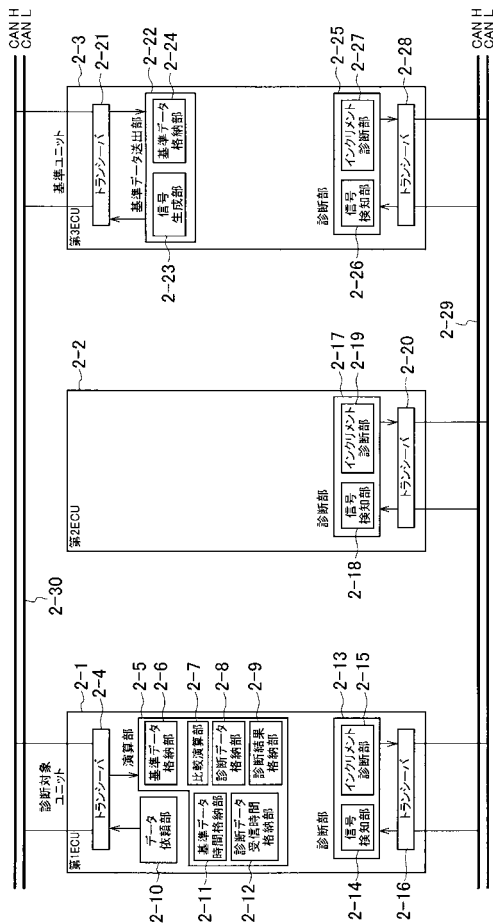 CAN H
CAN L
2-30
診断対象
ユニット
2-1
第1ECU
トランシーバ
2-4
演算部
2-5
データ
依頼部
2-10
基準データ
格納部
2-6
比較演算部
2-7
診断データ
格納部
2-8
診断結果
格納部
2-9
基準データ
時間格納部
2-11
診断データ
受信時間
格納部
2-12
診断部
2-13
信号
検知部
2-14
インクリメント
診断部
2-15
トランシーバ
2-16
2-2
第2ECU
診断部
2-17
信号
検知部
2-18
インクリメント
診断部
2-19
トランシーバ
2-20
基準ユニット
2-3
第3ECU
トランシーバ
2-21
基準データ送出部
2-22
信号
生成部
2-23
基準データ
格納部
2-24
診断部
2-25
信号
検知部
2-26
インクリメント
診断部
2-27
トランシーバ
2-28
2-29
CAN H
CAN L